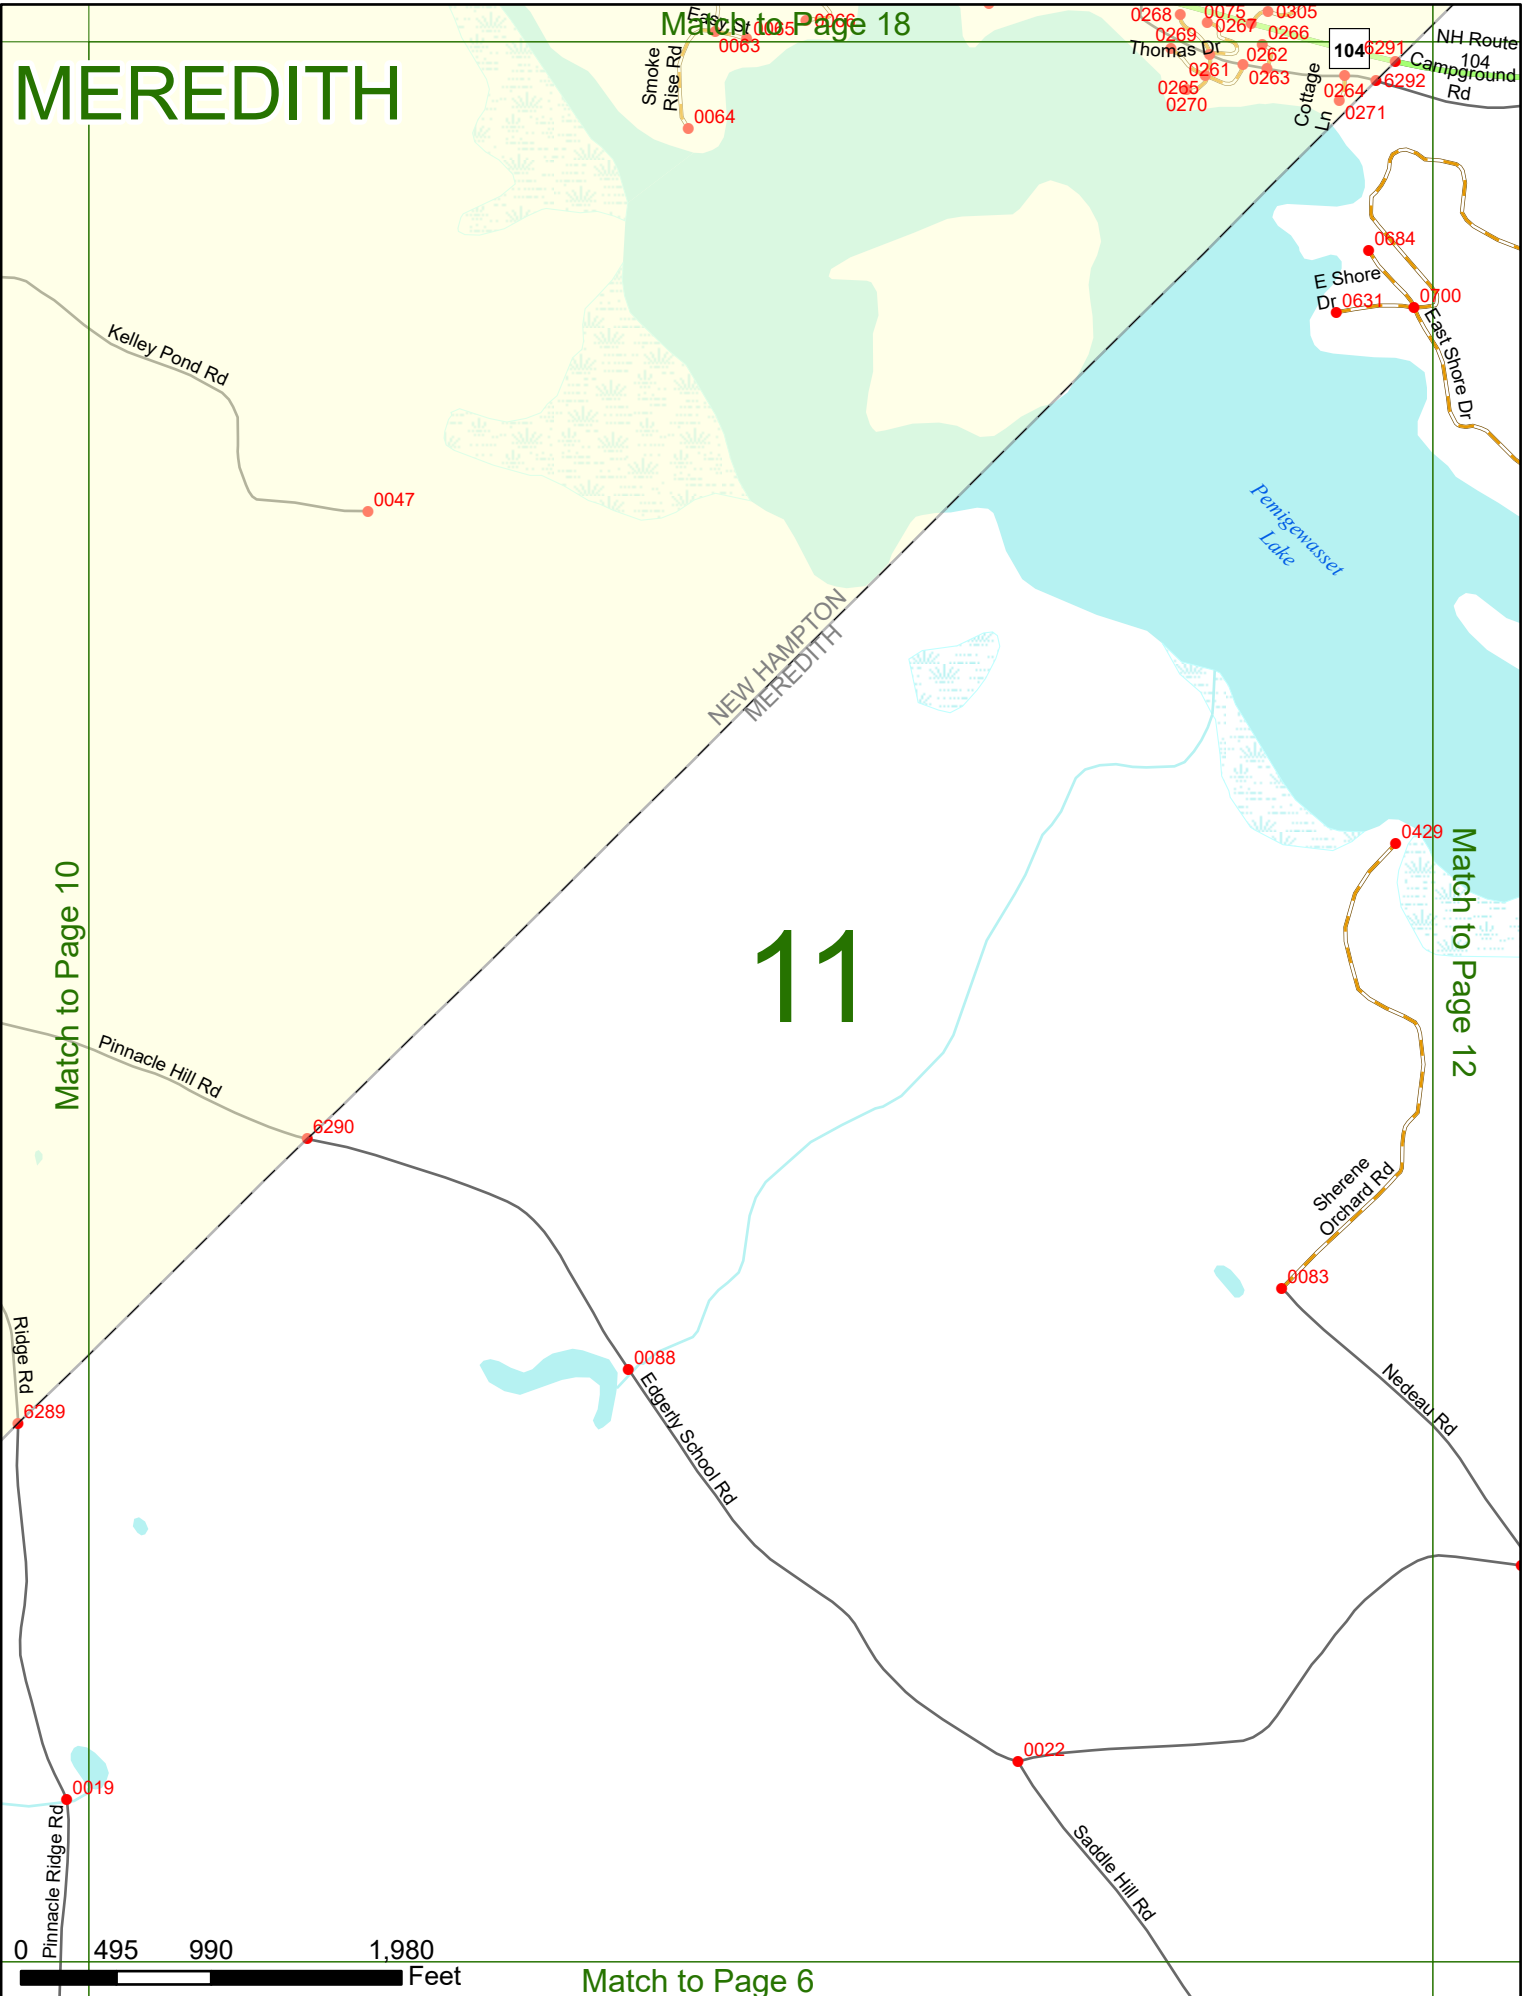 Match to Page 18
MEREDITH
Easy St
0063
0065
0066
Smoke
Rise Rd
0064
0268
0075
0305
0267
0266
0269
Thomas Dr
0262
0261
0263
0265
0270
104
6291
NH Route
104
Campground
Rd
6292
0264
0271
Cottage
Ln
0684
E Shore
Dr
0631
0700
East Shore Dr
Kelley Pond Rd
0047
Pemigewasset
Lake
NEW HAMPTON
MEREDITH
0429
Match to Page 10
11
Match to Page 12
Pinnacle Hill Rd
6290
Sherene
Orchard Rd
0083
Ridge Rd
6289
0088
Edgerly School Rd
Nedeau Rd
0022
0019
Pinnacle Ridge Rd
Saddle Hill Rd
0 495 990 1,980
Feet
Match to Page 6